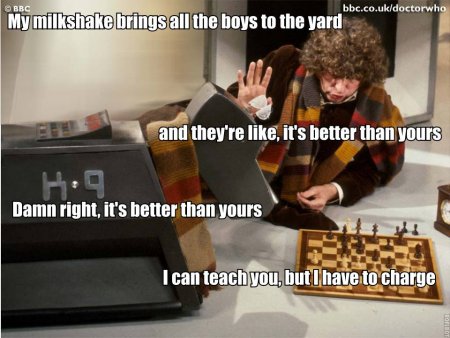 © BBC
bbc.co.uk/doctorwho
My milkshake brings all the boys to the yard
and they're like, it's better than yours
K·9
Damn right, it's better than yours
I can teach you, but I have to charge